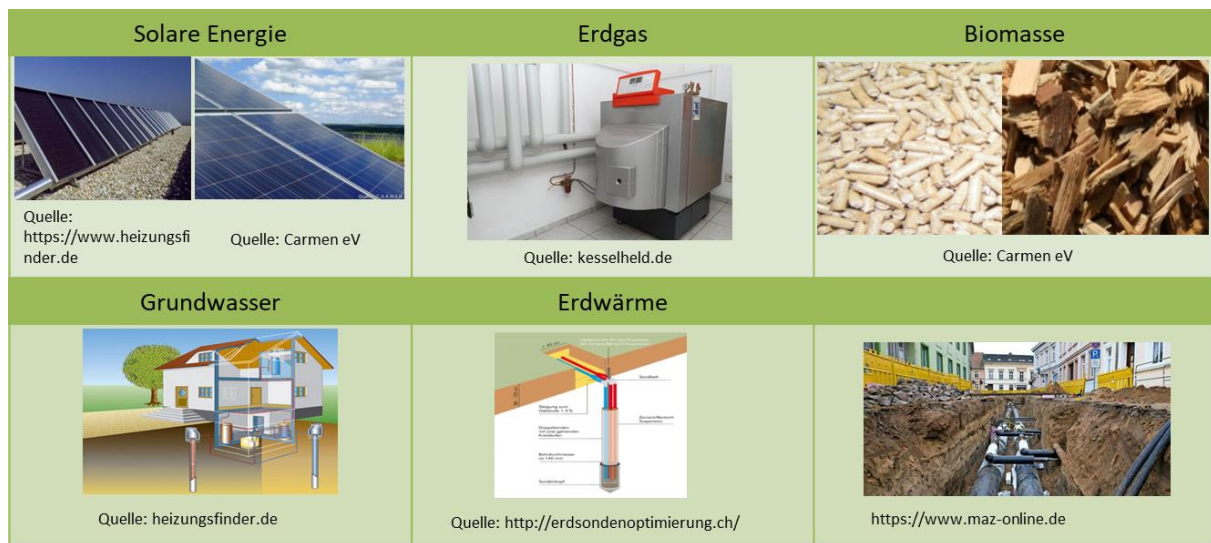 Solare Energie
Erdgas
Biomasse
Quelle:
https://www.heizungsfi
nder.de
Quelle: Carmen eV
Quelle: kesselheld.de
Quelle: Carmen eV
Grundwasser
Erdwärme
Sondenkopf
Quelle: heizungsfinder.de
Quelle: http://erdsondenoptimierung.ch/
https://www.maz-online.de